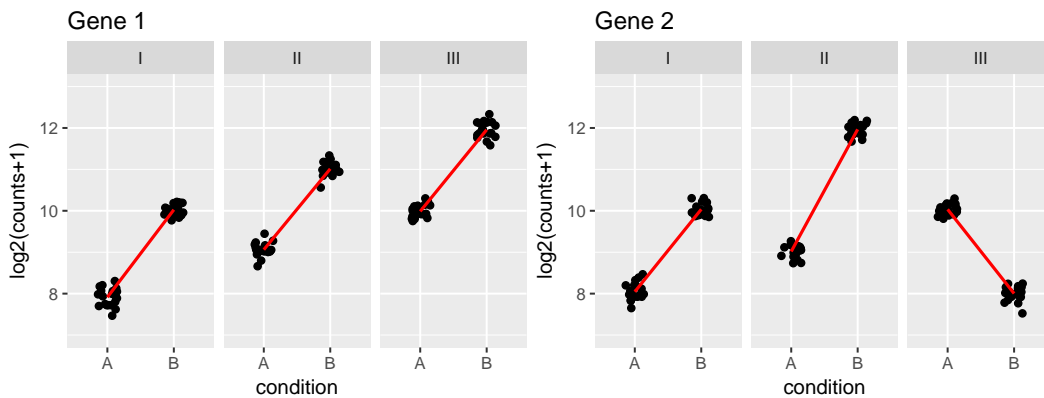 Gene 1
I II III
12
10
8
log2(counts+1)
A B A B A B
condition
Gene 2
I II III
12
10
8
log2(counts+1)
A B A B A B
condition